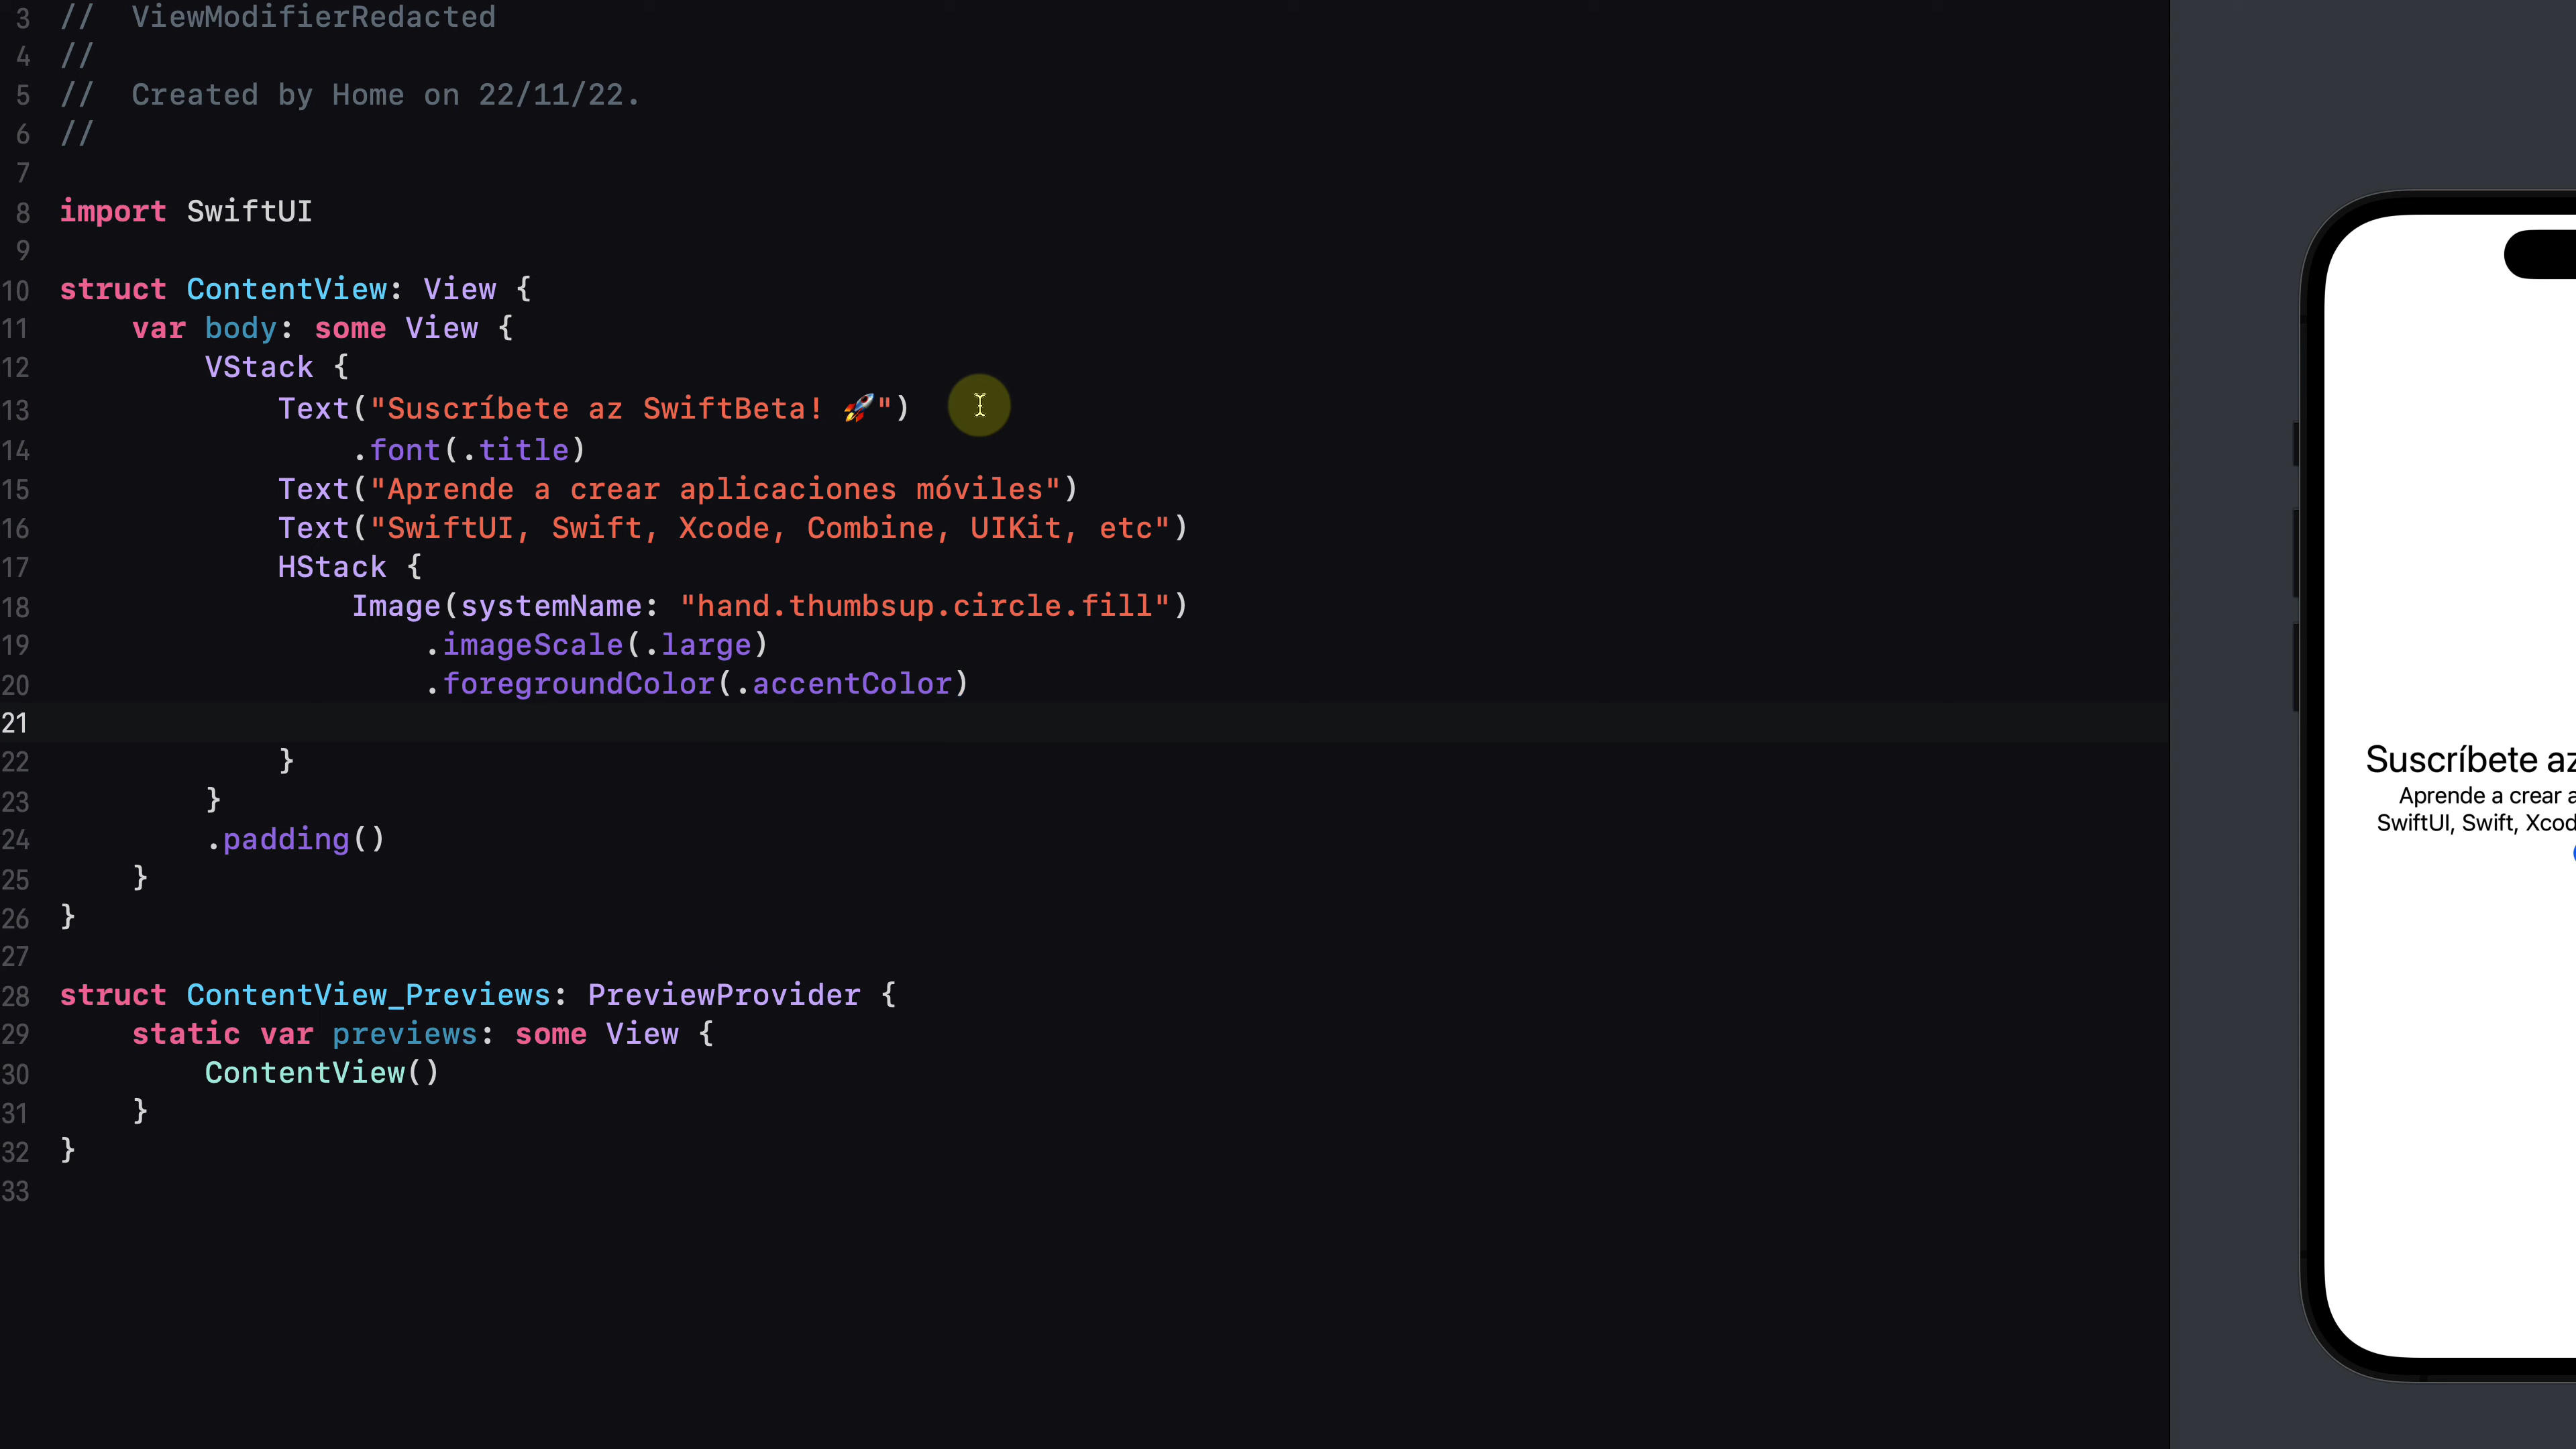 3 //  ViewModifierRedacted
4 //
5 //  Created by Home on 22/11/22.
6 //
7
8 import SwiftUI
9
10 struct ContentView: View {
11     var body: some View {
12         VStack {
13             Text("Suscríbete az SwiftBeta! 🚀")
14                 .font(.title)
15             Text("Aprende a crear aplicaciones móviles")
16             Text("SwiftUI, Swift, Xcode, Combine, UIKit, etc")
17             HStack {
18                 Image(systemName: "hand.thumbsup.circle.fill")
19                     .imageScale(.large)
20                     .foregroundColor(.accentColor)
21
22             }
23         }
24         .padding()
25     }
26 }
27
28 struct ContentView_Previews: PreviewProvider {
29     static var previews: some View {
30         ContentView()
31     }
32 }
33
Suscríbete az
Aprende a crear a
SwiftUI, Swift, Xcod